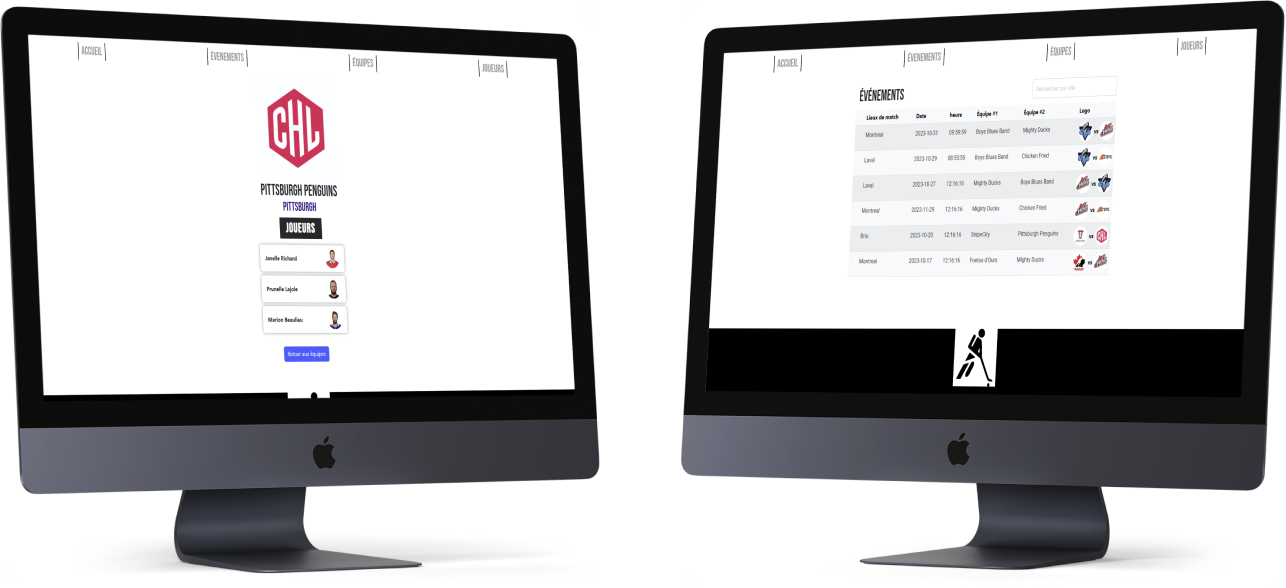 ACCUEIL
ÉVENEMENTS
ÉQUIPES
JOUEURS
CHL
PITTSBURGH PENGUINS
PITTSBURGH
JOUEURS
Janelle Richard
Prunelle Lajoie
Marion Beaulieu
Retour aux équipes
ACCUEIL
ÉVENEMENTS
ÉQUIPES
JOUEURS
ÉVÉNEMENTS
Rechercher par ville
Lieux de match Date heure Équipe #1 Équipe #2 Logo
Montreal 2023-10-31 09:59:59 Boys Blues Band Mighty Ducks vs
Laval 2023-10-29 08:55:55 Boys Blues Band Chicken Fried vs
Laval 2023-10-27 12:16:16 Mighty Ducks Boys Blues Band vs
Montreal 2023-11-29 12:16:16 Mighty Ducks Chicken Fried vs
Brie 2023-10-20 12:16:16 SnipeCity Pittsburgh Penguins vs
Montreal 2023-10-17 12:16:16 Foetus d'Ours Mighty Ducks vs